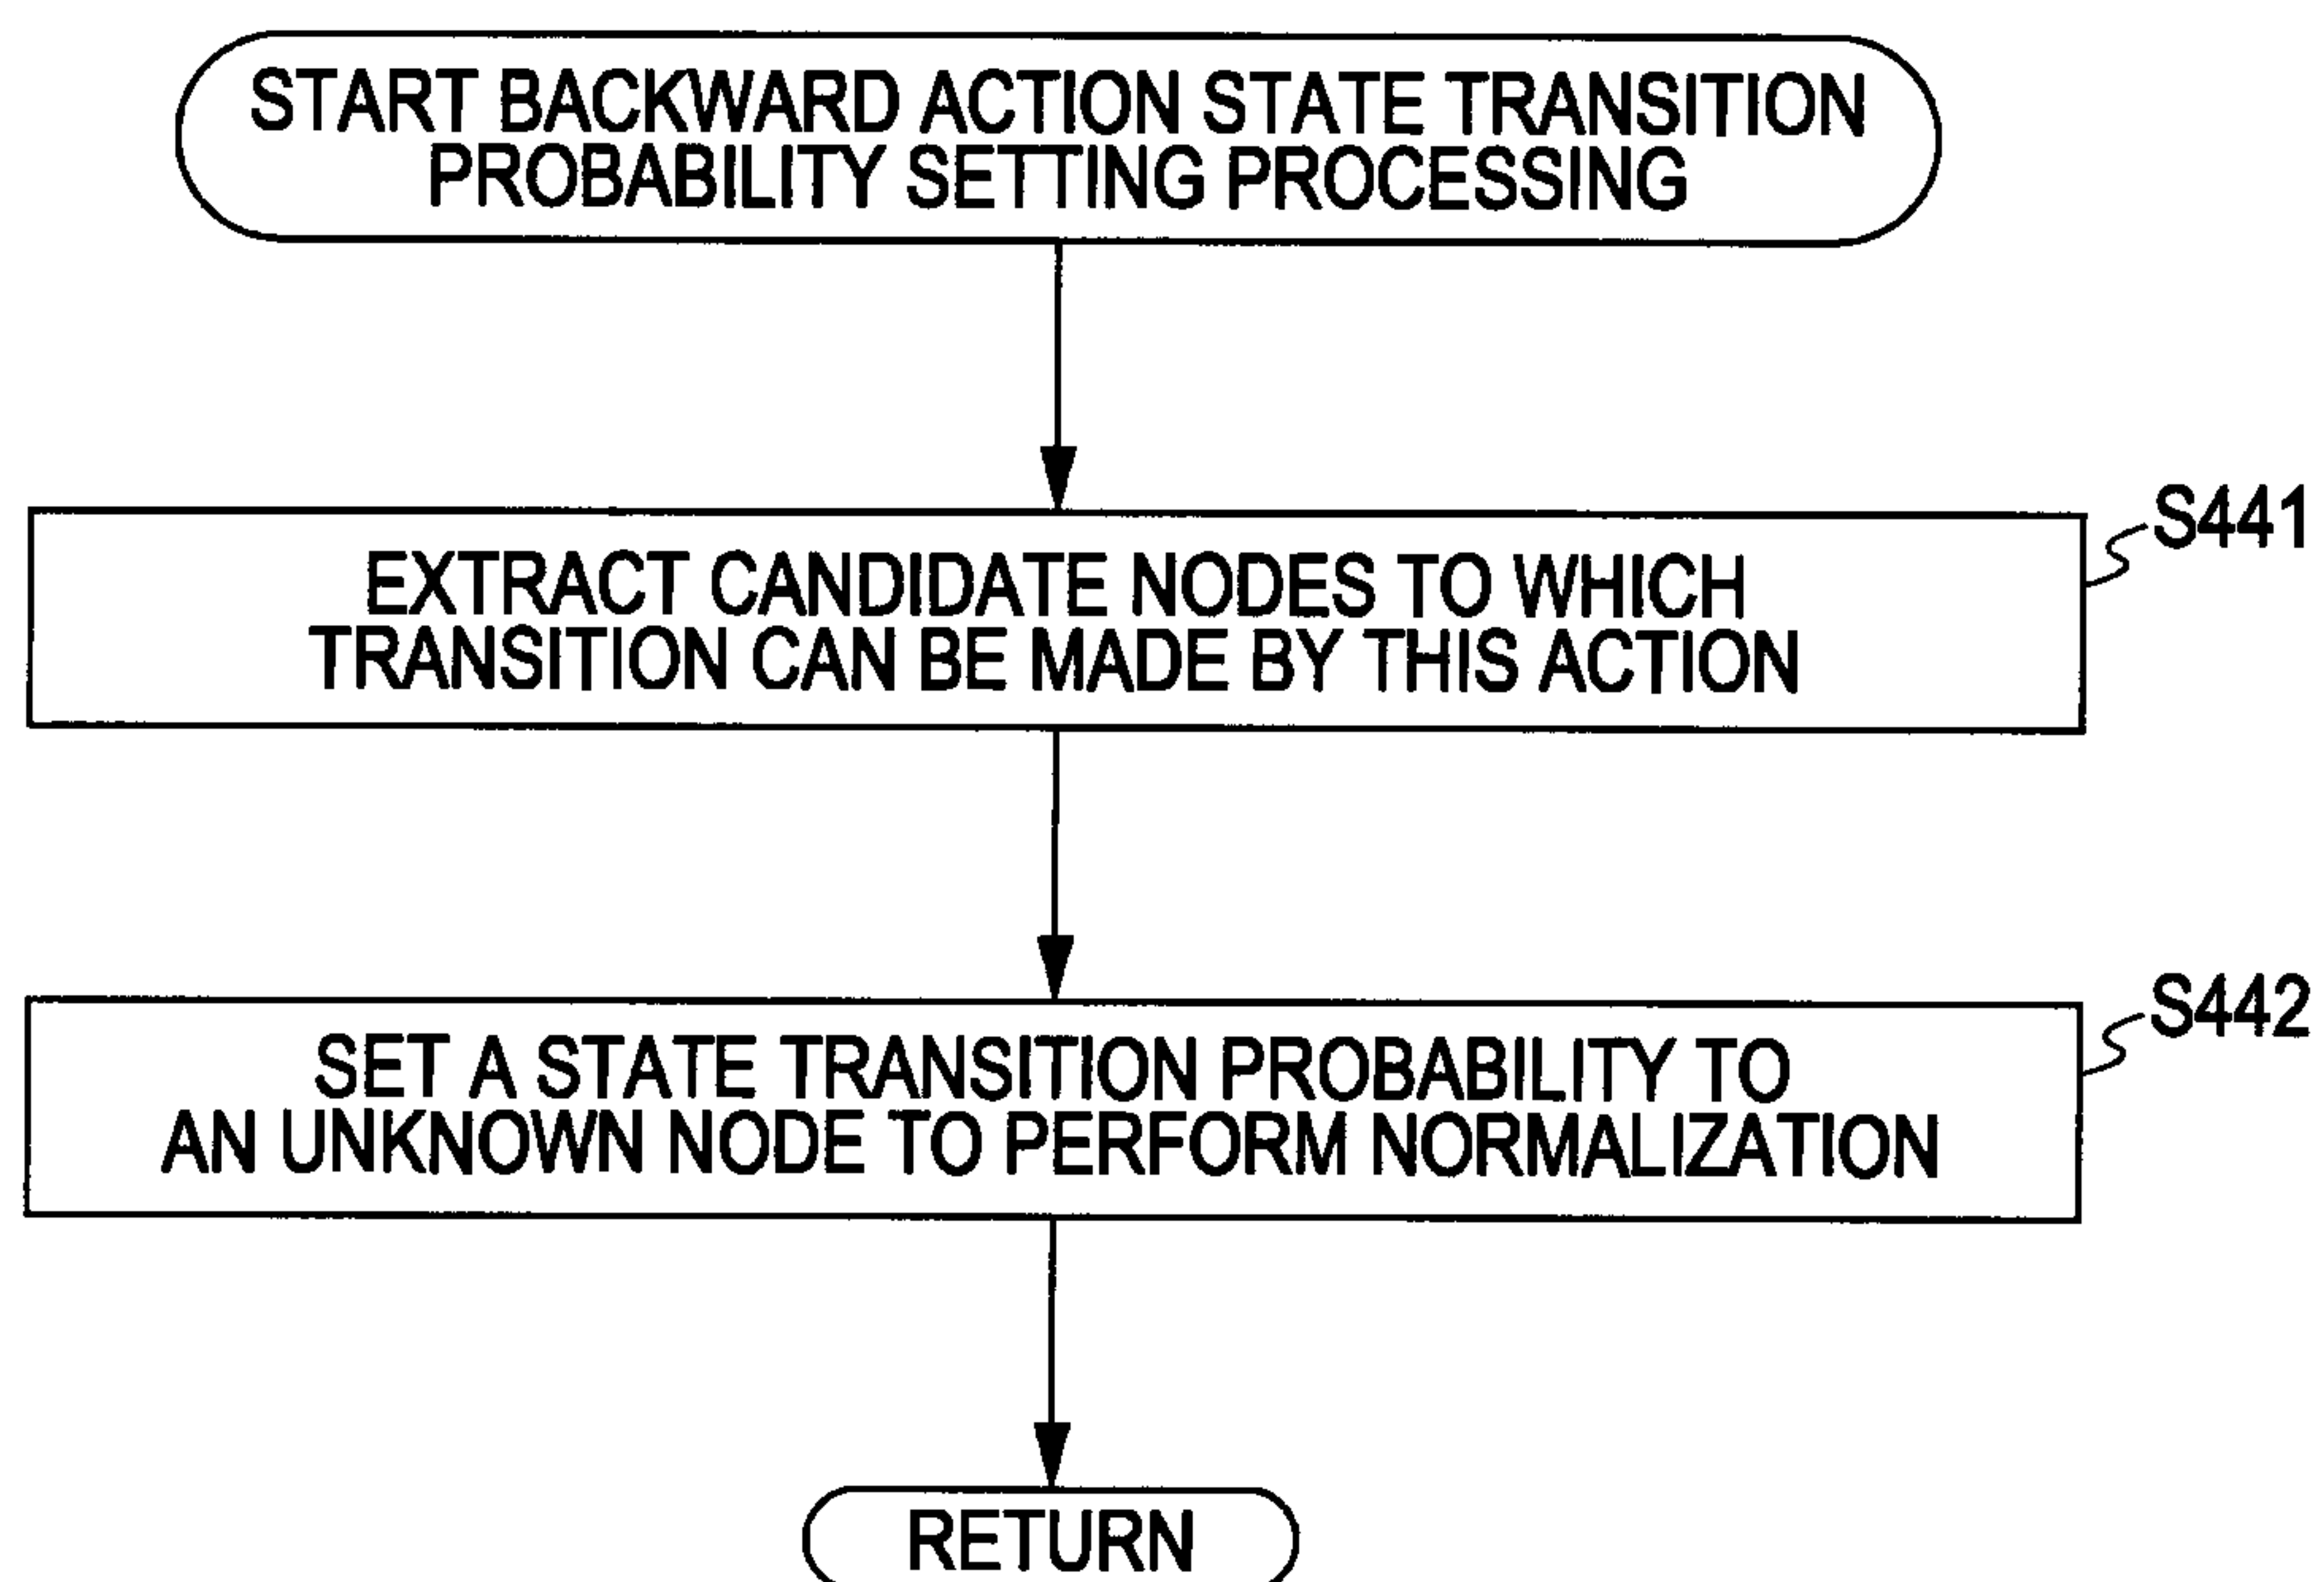 START BACKWARD ACTION STATE TRANSITION
PROBABILITY SETTING PROCESSING
S441
EXTRACT CANDIDATE NODES TO WHICH
TRANSITION CAN BE MADE BY THIS ACTION
S442
SET A STATE TRANSITION PROBABILITY TO
AN UNKNOWN NODE TO PERFORM NORMALIZATION
RETURN